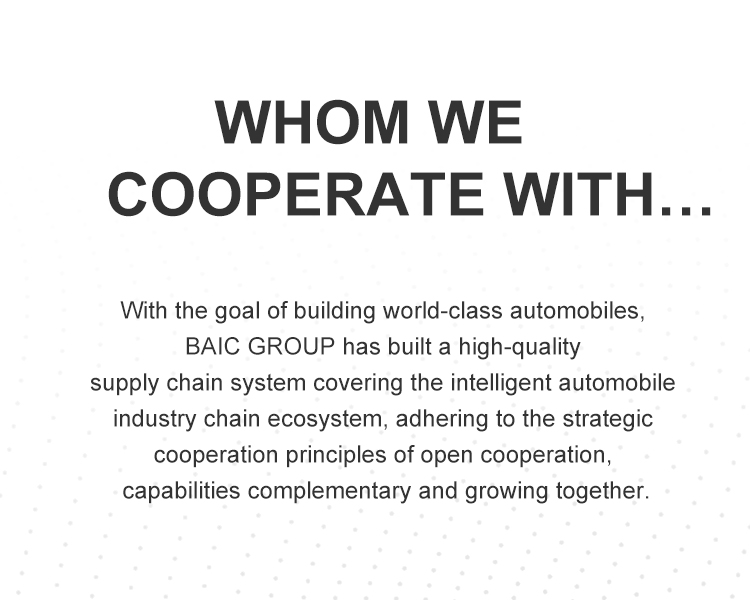 WHOM WE
COOPERATE WITH...
With the goal of building world-class automobiles,
BAIC GROUP has built a high-quality
supply chain system covering the intelligent automobile
industry chain ecosystem, adhering to the strategic
cooperation principles of open cooperation,
capabilities complementary and growing together.